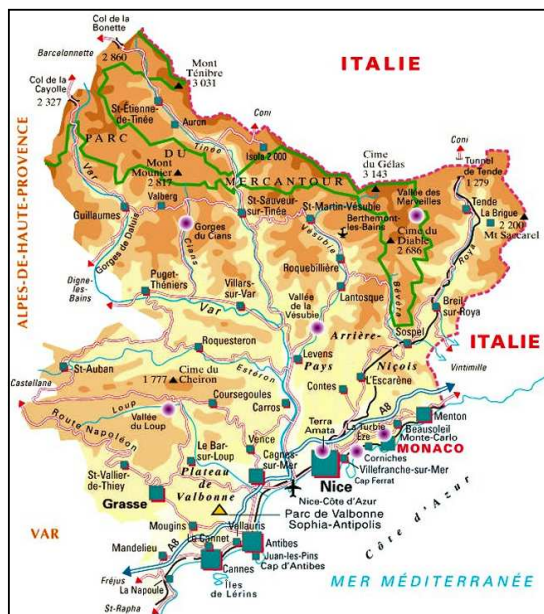 Col de la
Bonette
2 860
Barcelonnette
Mont
Ténibre
3 031
ITALIE
Col de la
Cayolle
2 327
St-Étienne-
de-Tinée
Auron
Tinée
Coni
Isola 2 000
PARC
DU
MERCANTOUR
Mont
Mounier
2 817
Var
Cime
du Gélas
3 143
Coni
Tunnel
de Tende
1 279
Vallée des
Merveilles
Tende
La Brigue
2 200
Mt Saccarel
ALPES-DE-HAUTE-PROVENCE
Guillaumes
Valberg
St-Sauveur-
sur-Tinée
St-Martin-Vésubie
Berthemont-
les-Bains
Cime du
Diable
2 686
Gorges
du Cians
Gorges de Daluis
Cians
Vésubie
Roquebillière
Roya
Digne-
les-Bains
Puget-
Théniers
Villars-
sur-Var
Var
Vallée
de la
Vésubie
Lantosque
Bévéra
Breil-
sur-Roya
Sospel
ITALIE
Vintimille
Roquesteron
St-Auban
Estéron
Levens
Arrière-
Pays
Niçois
1 777
Cime du
Cheiron
Contes
L'Escarène
Castellana
Loup
Coursegoules
Carros
Route Napoléon
Vallée
du Loup
Terra
Amata
A8
Menton
La Turbie
Eze
Beausoleil
Monte-Carlo
MONACO
Le Bar-
sur-Loup
Vence
Cagnes-
sur-Mer
Corniches
Villefranche-sur-Mer
Cap Ferrat
St-Vallier-
de-Thiey
Plateau
de
Valbonne
Nice
Grasse
Nice-Côte d'Azur
Parc de Valbonne
Sophia-Antipolis
Côte d'Azur
VAR
Mougins
Vallauris
Mandelieu
A8
Le Cannet
Antibes
Juan-les-Pins
Cap d'Antibes
Cannes
Iles
de Lérins
Fréjus
La Napoule
St-Rapha
MER MÉDITERRANÉE